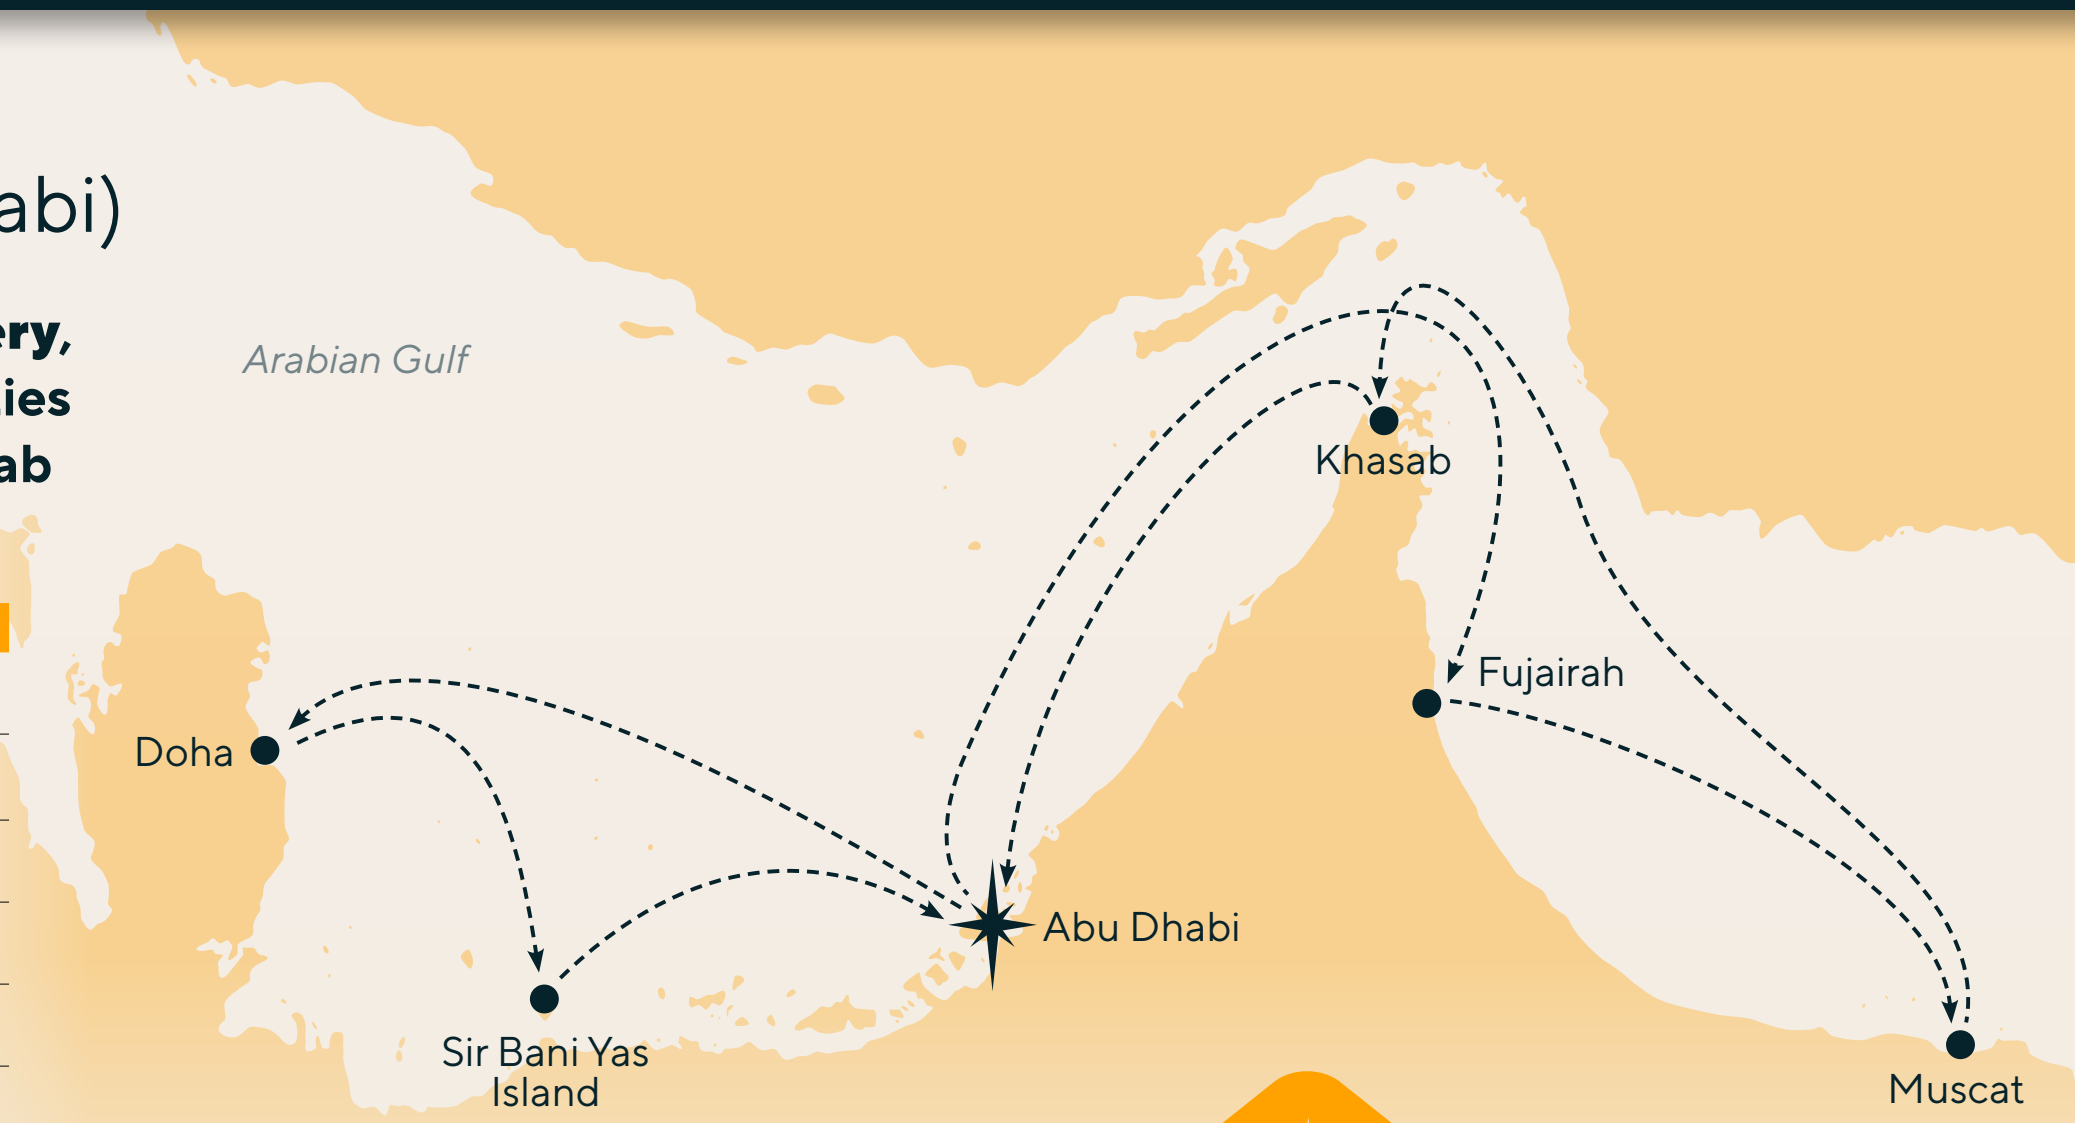 abi)
ery,
ies
ab
Arabian Gulf
Khasab
Fujairah
Doha
Abu Dhabi
Sir Bani Yas
Island
Muscat